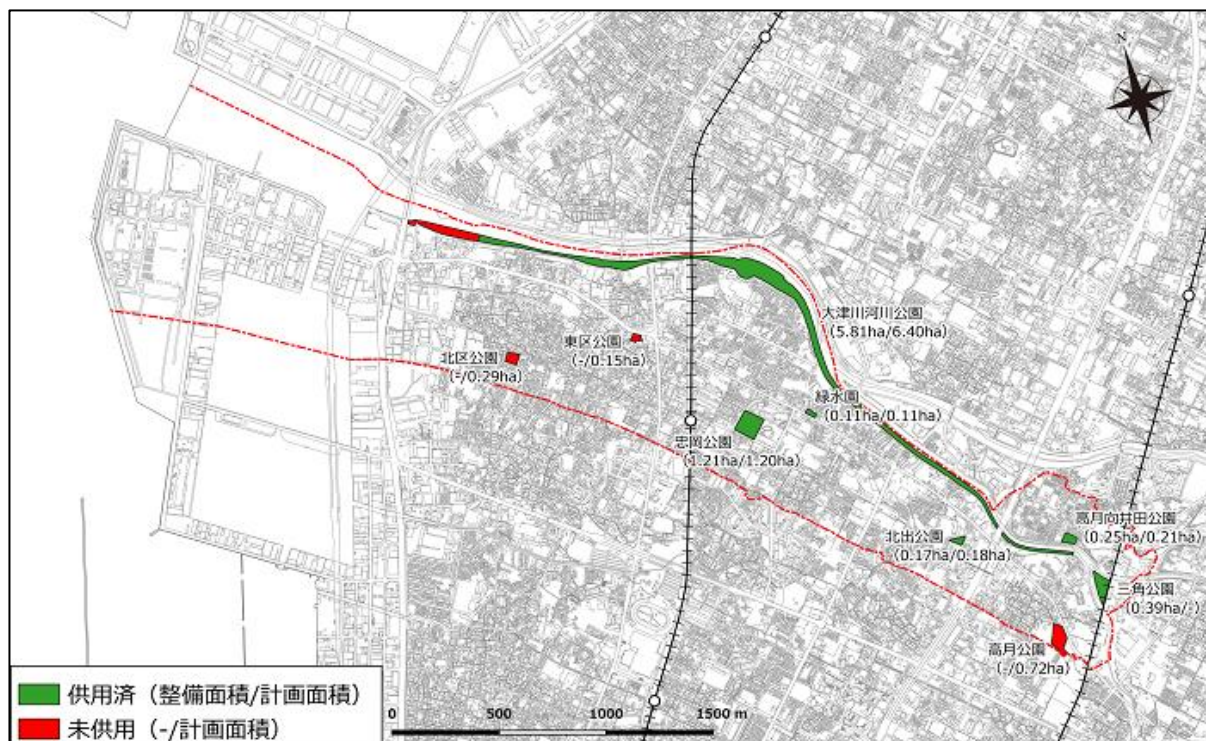 N
大津川河川公園
（5.81ha/6.40ha）
東区公園
（-/0.15ha）
北区公園
（-/0.29ha）
緑水園
（0.11ha/0.11ha）
忠岡公園
（1.21ha/1.20ha）
高月向井田公園
（0.25ha/0.21ha）
北出公園
（0.17ha/0.18ha）
三角公園
（0.39ha/-）
高月公園
（-/0.72ha）
供用済（整備面積/計画面積）
未供用（-/計画面積）
0 500 1000 1500 m